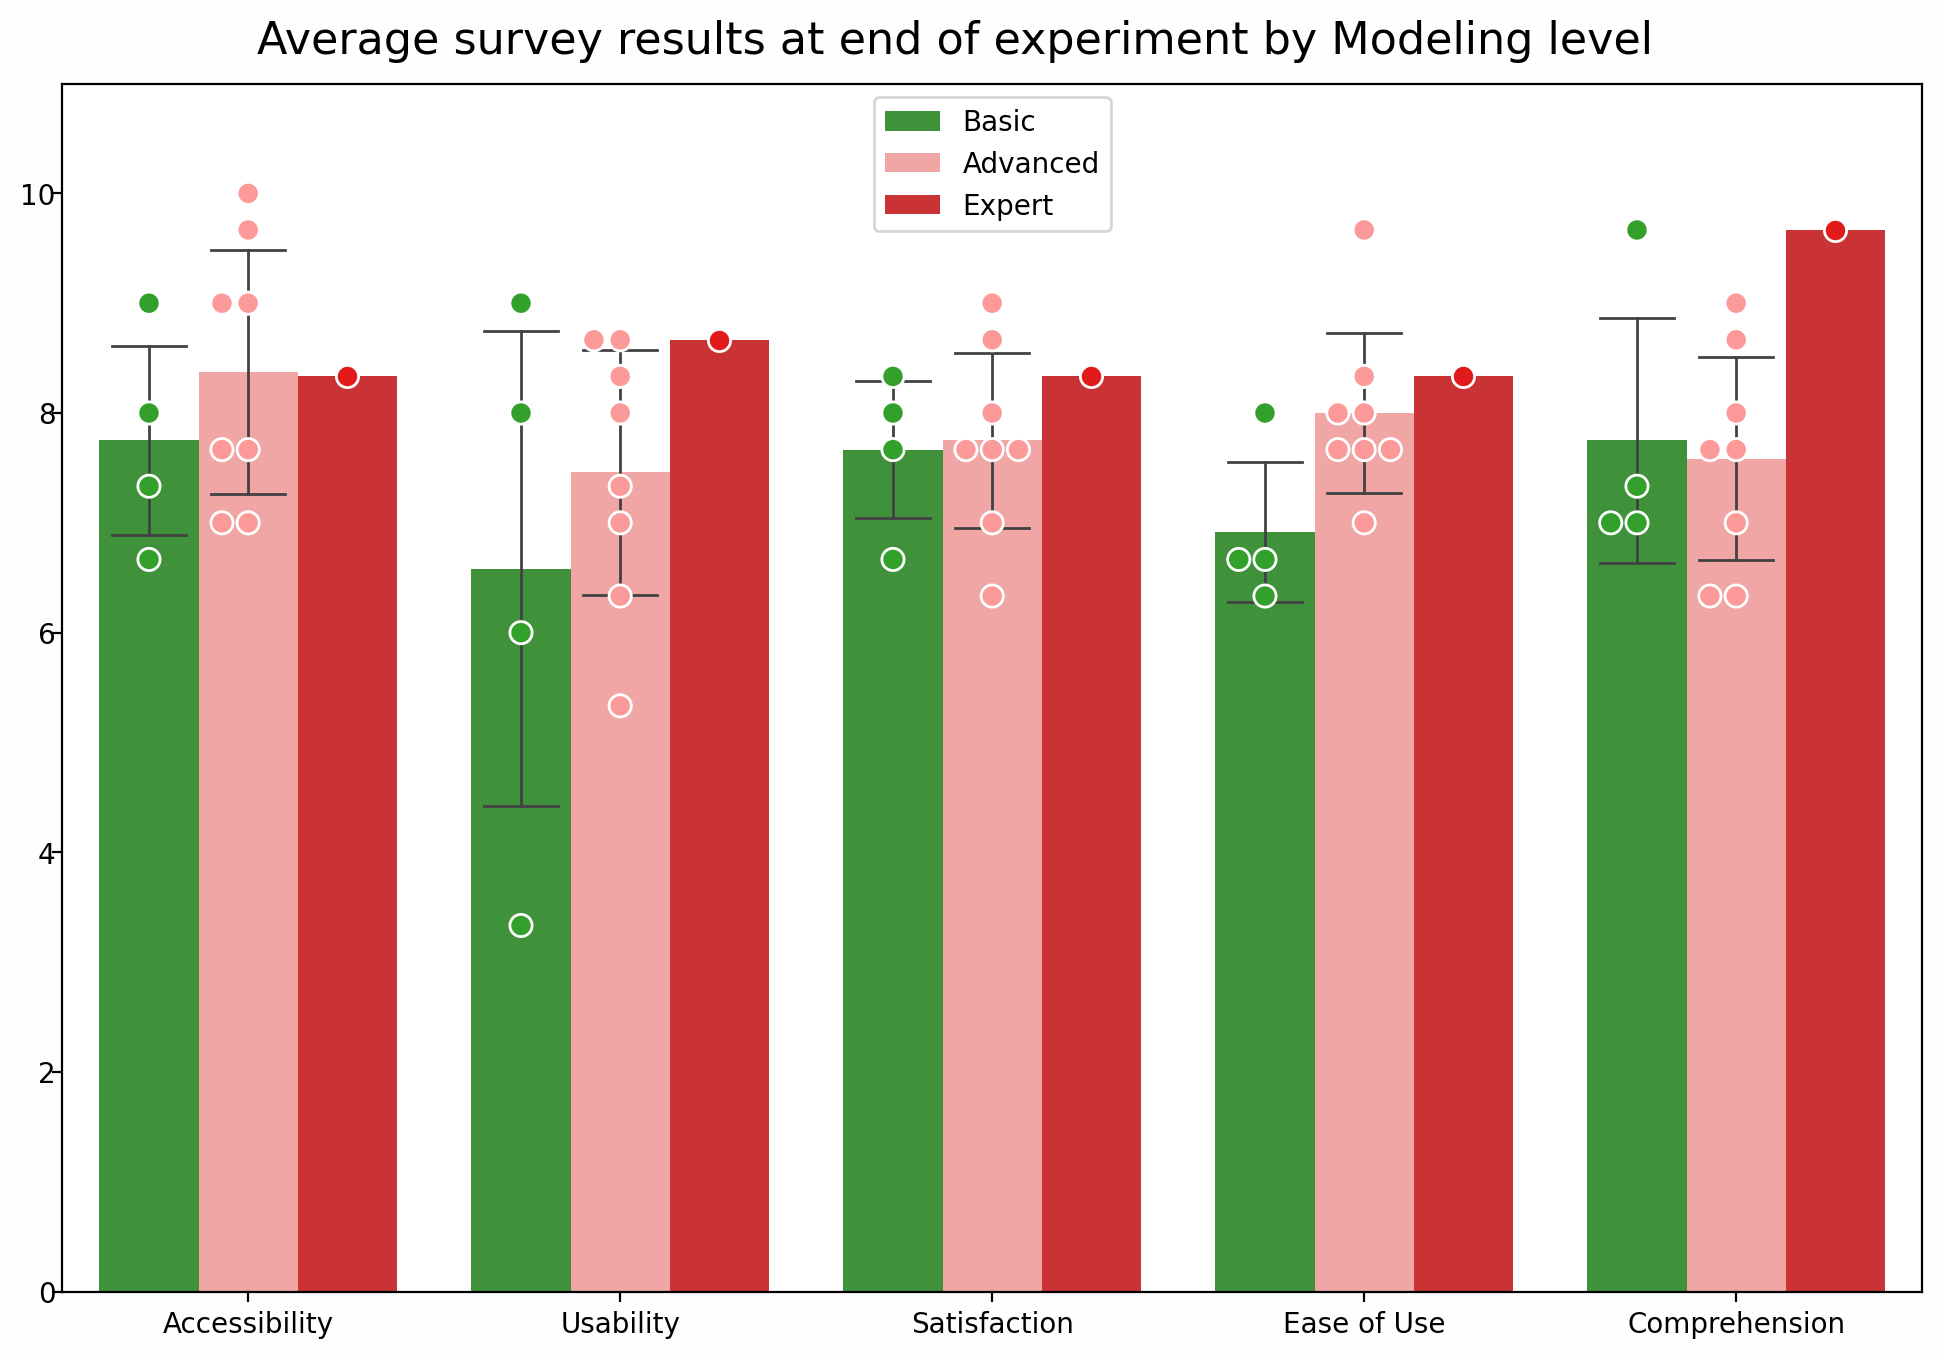 Average survey results at end of experiment by Modeling level
Basic
Advanced
Expert
10
8
6
4
2
0
Accessibility
Usability
Satisfaction
Ease of Use
Comprehension